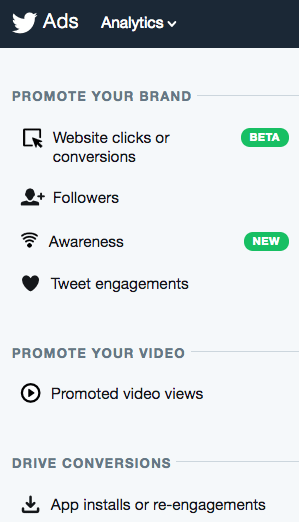 Ads Analytics
PROMOTE YOUR BRAND
Website clicks or BETA
conversions
Followers
Awareness NEW
Tweet engagements
PROMOTE YOUR VIDEO
Promoted video views
DRIVE CONVERSIONS
App installs or re-engagements